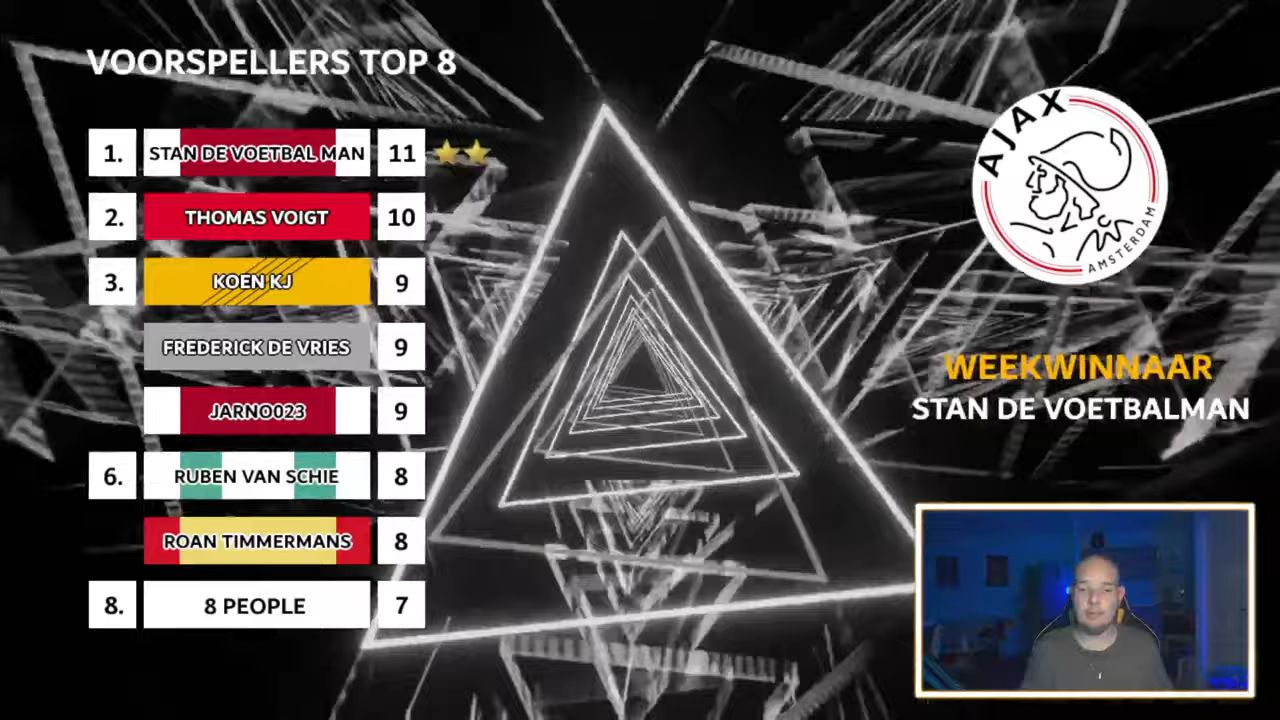 VOORSPELLERS TOP 8
1. STAN DE VOETBAL MAN 11
2. THOMAS VOIGT 10
3. KOEN KJ 9
FREDERICK DE VRIES 9
JARNO023 9
6. RUBEN VAN SCHIE 8
ROAN TIMMERMANS 8
8. 8 PEOPLE 7
AJAX
AMSTERDAM
WEEKWINNAAR
STAN DE VOETBALMAN